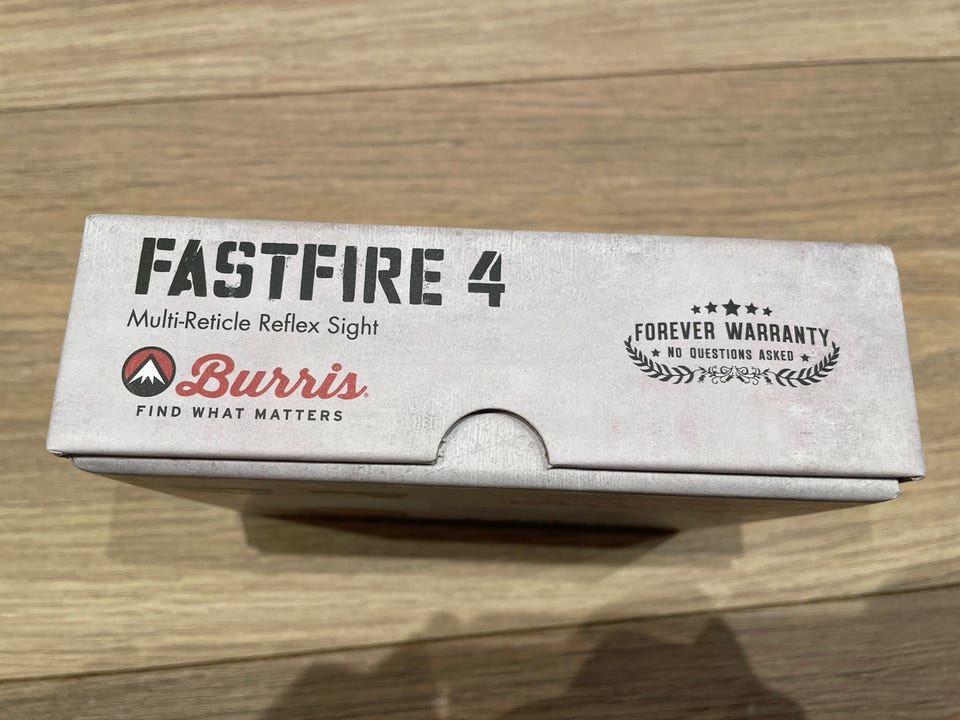 FASTFIRE 4
Multi-Reticle Reflex Sight
Burris.
FIND WHAT MATTERS
FOREVER WARRANTY
NO QUESTIONS ASKED